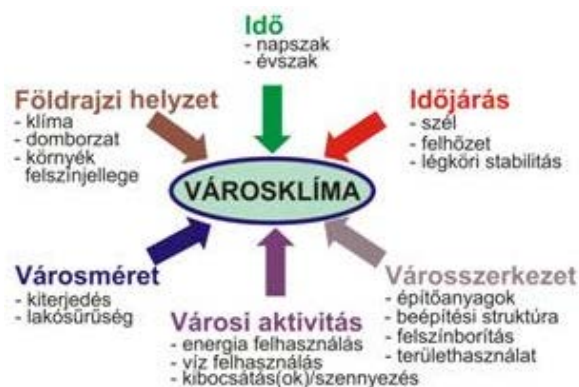 Idő
- napszak
- évszak
Földrajzi helyzet
- klíma
- domborzat
- környék
felszínjellege
Időjárás
- szél
- felhőzet
- légköri stabilitás
VÁROSKLÍMA
Városméret
- kiterjedés
- lakósűrűség
Városi aktivitás
- energia felhasználás
- víz felhasználás
- kibocsátás(ok)/szennyezés
Városszerkezet
- építőanyagok
- beépítési struktúra
- felszínborítás
- területhasználat